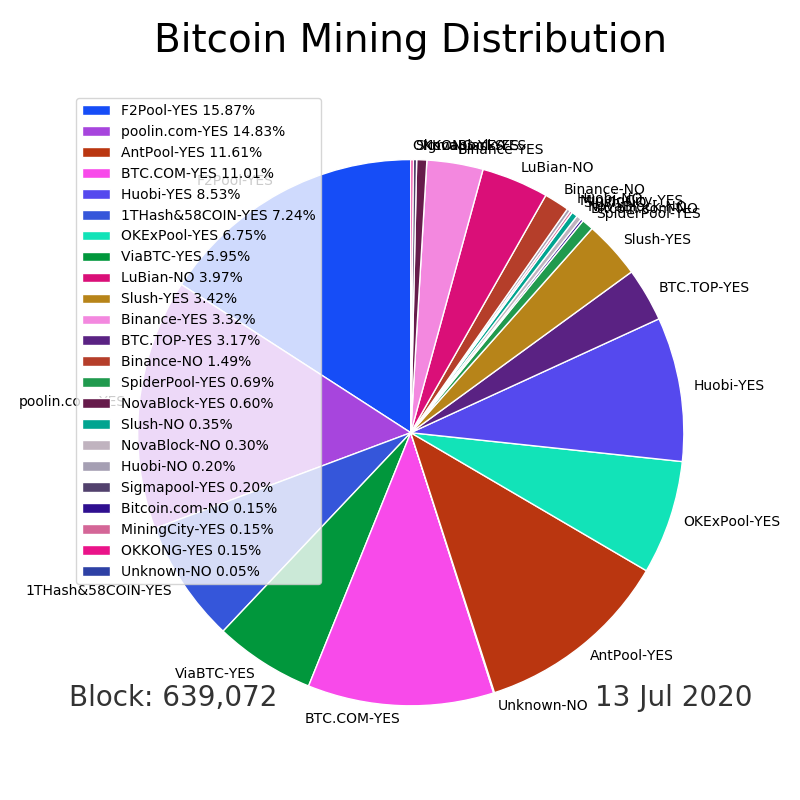 Bitcoin Mining Distribution
F2Pool-YES 15.87%
poolin.com-YES 14.83%
AntPool-YES 11.61%
BTC.COM-YES 11.01%
Huobi-YES 8.53%
1THash&58COIN-YES 7.24%
OKExPool-YES 6.75%
ViaBTC-YES 5.95%
LuBian-NO 3.97%
Slush-YES 3.42%
Binance-YES 3.32%
BTC.TOP-YES 3.17%
Binance-NO 1.49%
SpiderPool-YES 0.69%
NovaBlock-YES 0.60%
Slush-NO 0.35%
NovaBlock-NO 0.30%
Huobi-NO 0.20%
Sigmapool-YES 0.20%
Bitcoin.com-NO 0.15%
MiningCity-YES 0.15%
OKKONG-YES 0.15%
Unknown-NO 0.05%
Binance-YES
LuBian-NO
Binance-NO
SpiderPool-YES
Slush-YES
BTC.TOP-YES
Huobi-YES
OKExPool-YES
AntPool-YES
Unknown-NO
BTC.COM-YES
ViaBTC-YES
1THash&58COIN-YES
poolin.com-YES
F2Pool-YES
Block: 639,072
13 Jul 2020